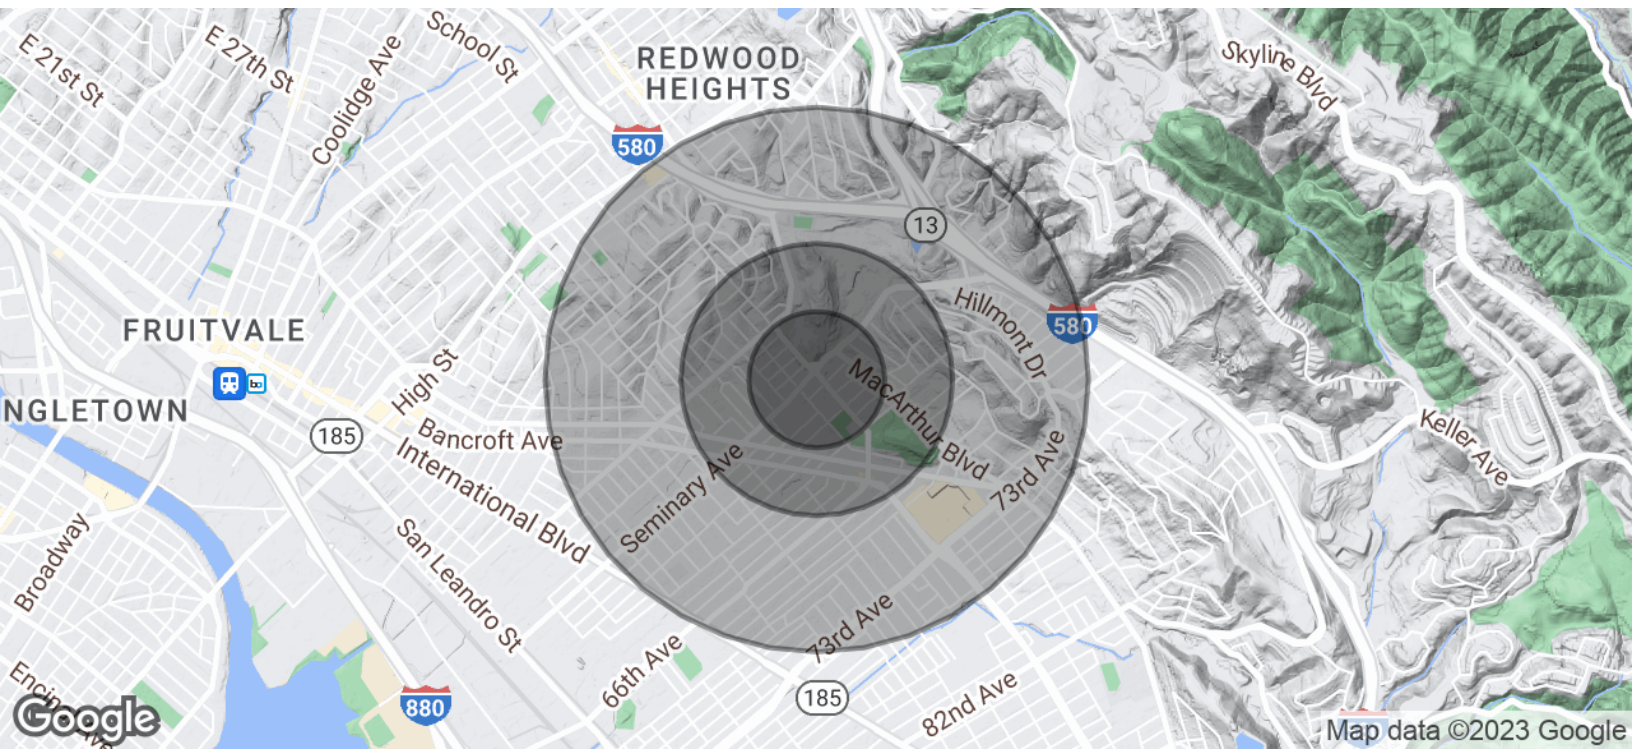 E 21st St
E 27th St
Coolidge Ave
School St
REDWOOD
HEIGHTS
Skyline Blvd
580
13
FRUITVALE
Hillmont Dr
580
High St
MacArthur Blvd
NGLETOWN
185
Bancroft Ave
Keller Ave
International Blvd
Seminary Ave
73rd Ave
Broadway
San Leandro St
73rd Ave
66th Ave
185
82nd Ave
880
Google
Map data ©2023 Google